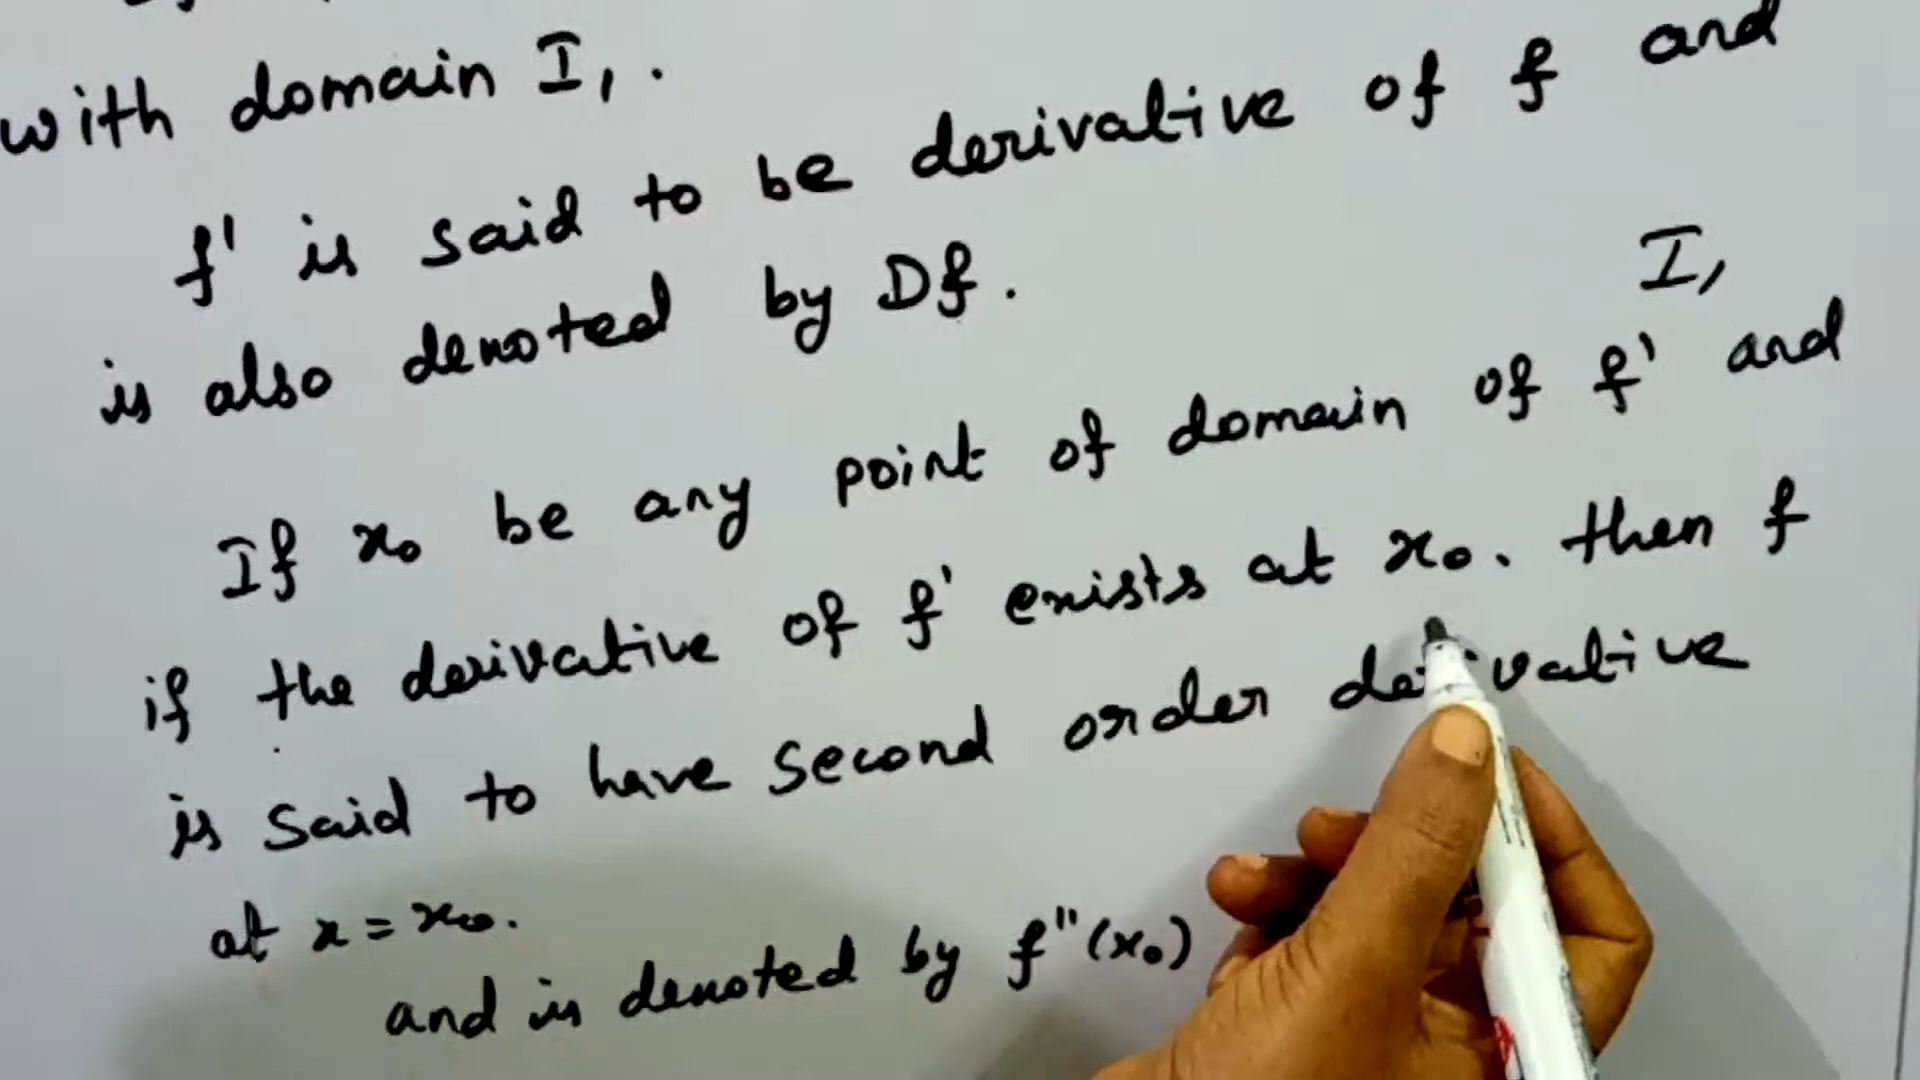 with domain I₁.
f' is said to be derivative of f and
is also denoted by Df.
I₁
If x₀ be any point of domain of f' and
if the derivative of f' exists at x₀. then f
is said to have second order derivative
at x = x₀.
and is denoted by f''(x₀)